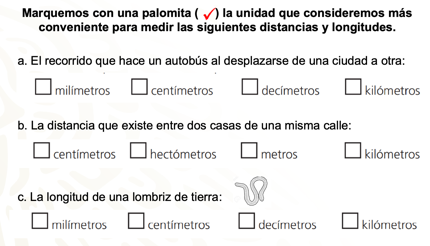 Marquemos con una palomita ( ✓ ) la unidad que consideremos más
conveniente para medir las siguientes distancias y longitudes.
a. El recorrido que hace un autobús al desplazarse de una ciudad a otra:
☐ milímetros ☐ centímetros ☐ decímetros ☐ kilómetros
b. La distancia que existe entre dos casas de una misma calle:
☐ centímetros ☐ hectómetros ☐ metros ☐ kilómetros
c. La longitud de una lombriz de tierra:
☐ milímetros ☐ centímetros ☐ decímetros ☐ kilómetros